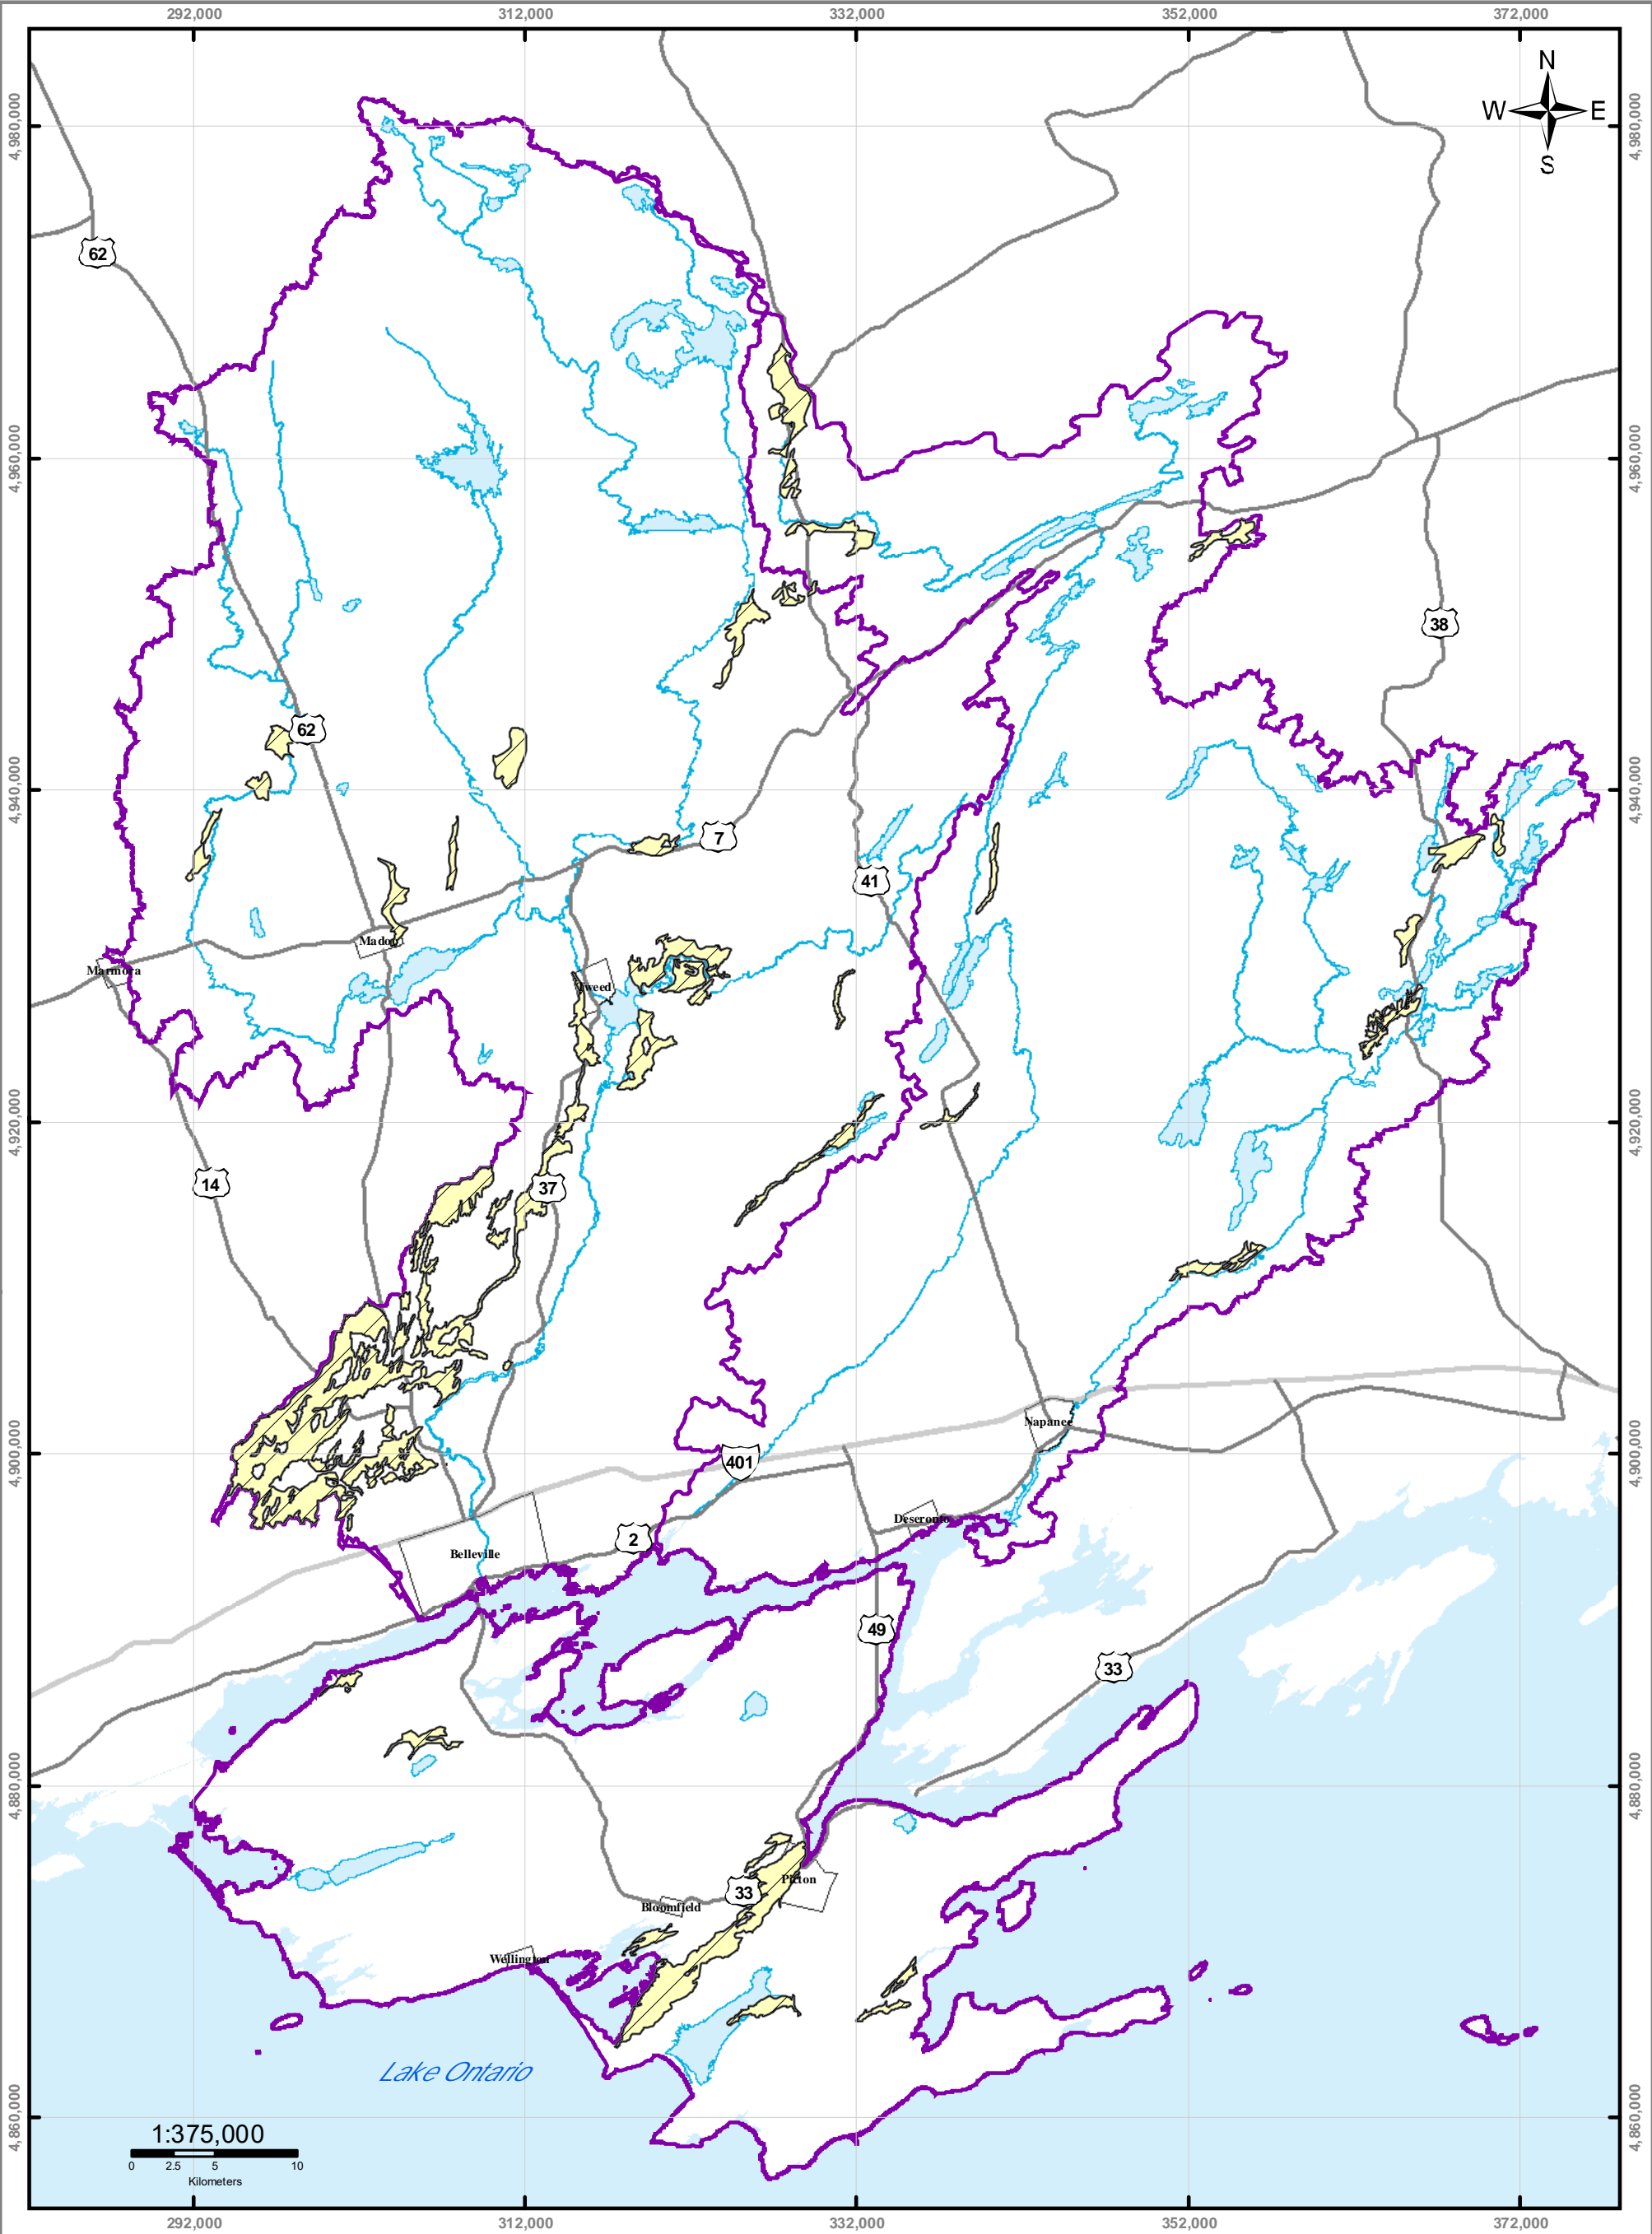 292,000 312,000 332,000 352,000 372,000
N
W E
S
4,980,000 4,980,000
62
4,960,000 4,960,000
38
62
4,940,000 4,940,000
7
41
Madoc
Marmora
Tweed
4,920,000 4,920,000
14
37
Napanee
4,900,000 4,900,000
401
Deseronto
2
Belleville
49
33
4,880,000 4,880,000
Picton
33
Bloomfield
Wellington
Lake Ontario
4,860,000 4,860,000
1:375,000
0 2.5 5 10
Kilometers
292,000 312,000 332,000 352,000 372,000